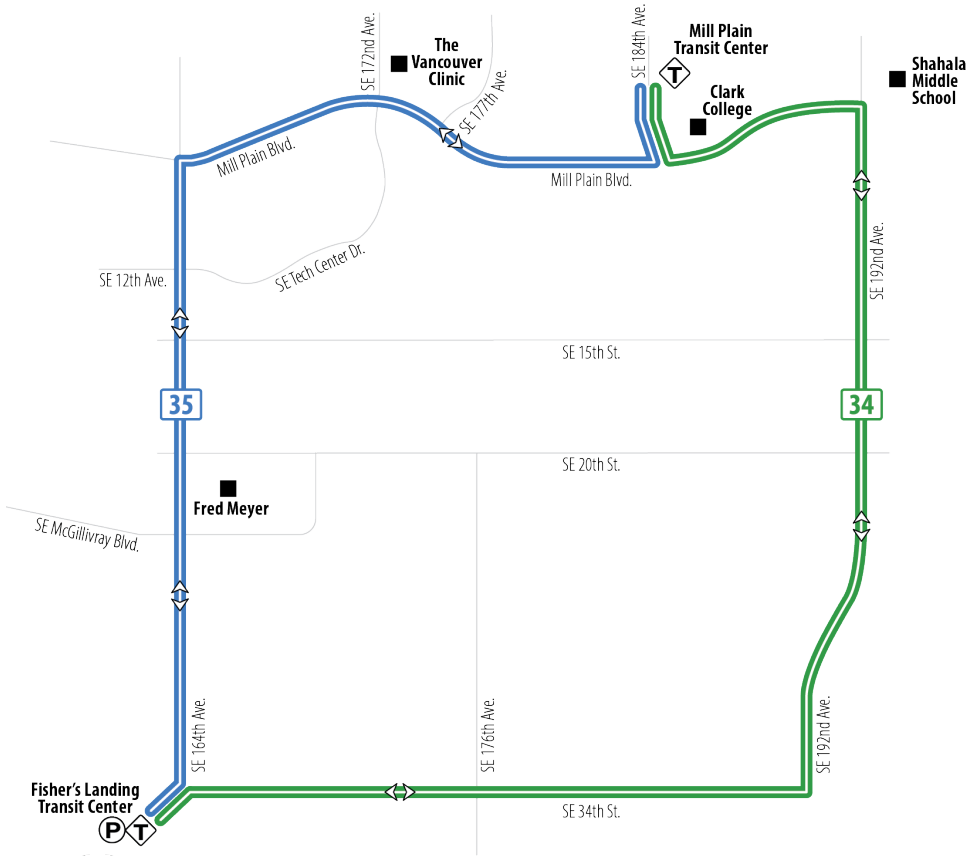 SE 172nd Ave.
The
Vancouver
Clinic
SE 177th Ave.
SE 184th Ave.
Mill Plain
Transit Center
T
Clark
College
Shahala
Middle
School
Mill Plain Blvd.
Mill Plain Blvd.
SE 12th Ave.
SE Tech Center Dr.
SE 192nd Ave.
SE 15th St.
35
34
SE 20th St.
Fred Meyer
SE McGillivray Blvd.
SE 164th Ave.
SE 176th Ave.
SE 192nd Ave.
Fisher's Landing
Transit Center
P
T
SE 34th St.